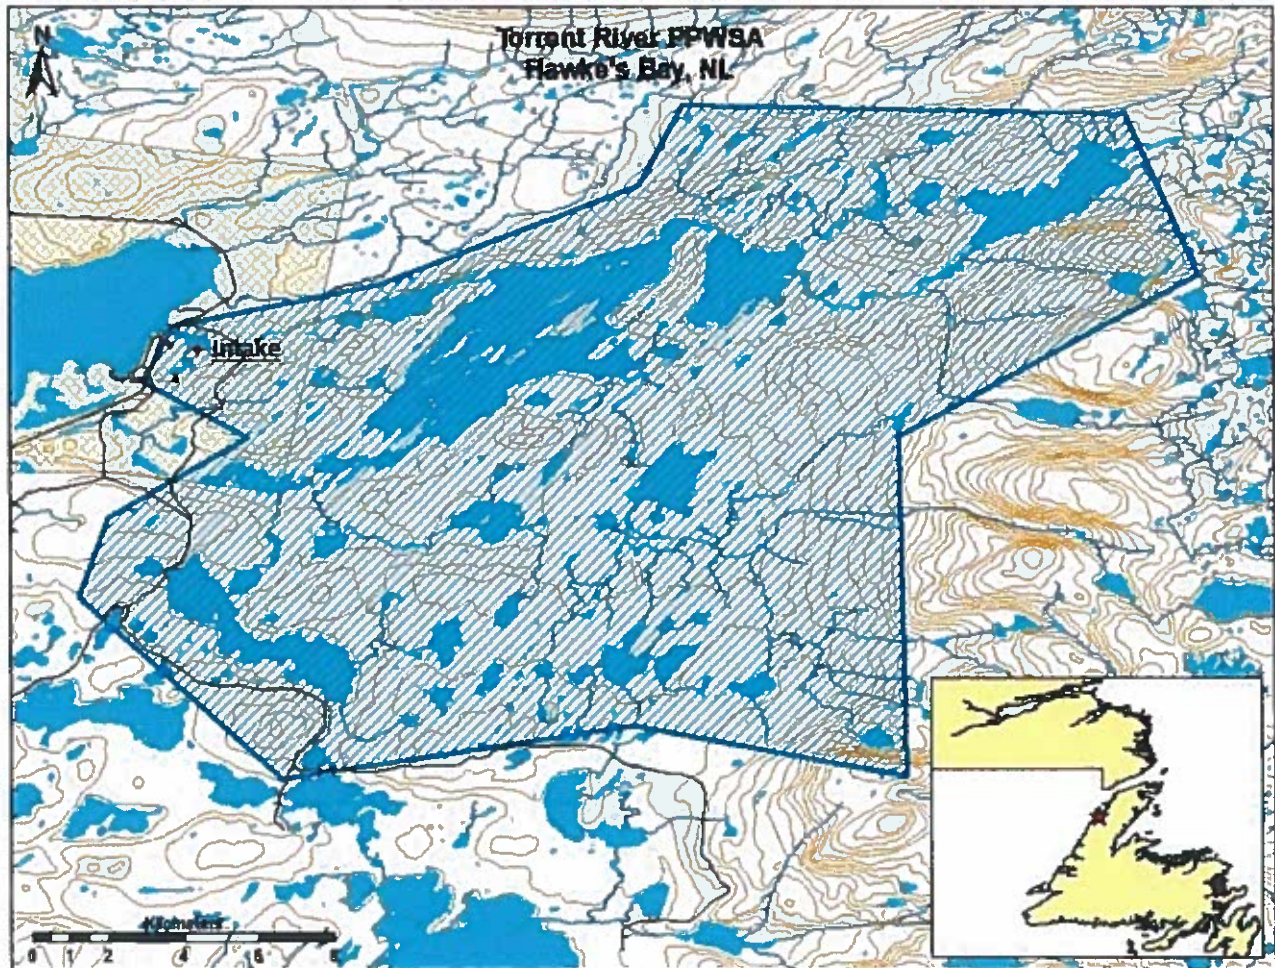 N
Torrent River PPWSA
Hawke's Bay, NL
Intake
Kilometers
0 1 2 4 6 8